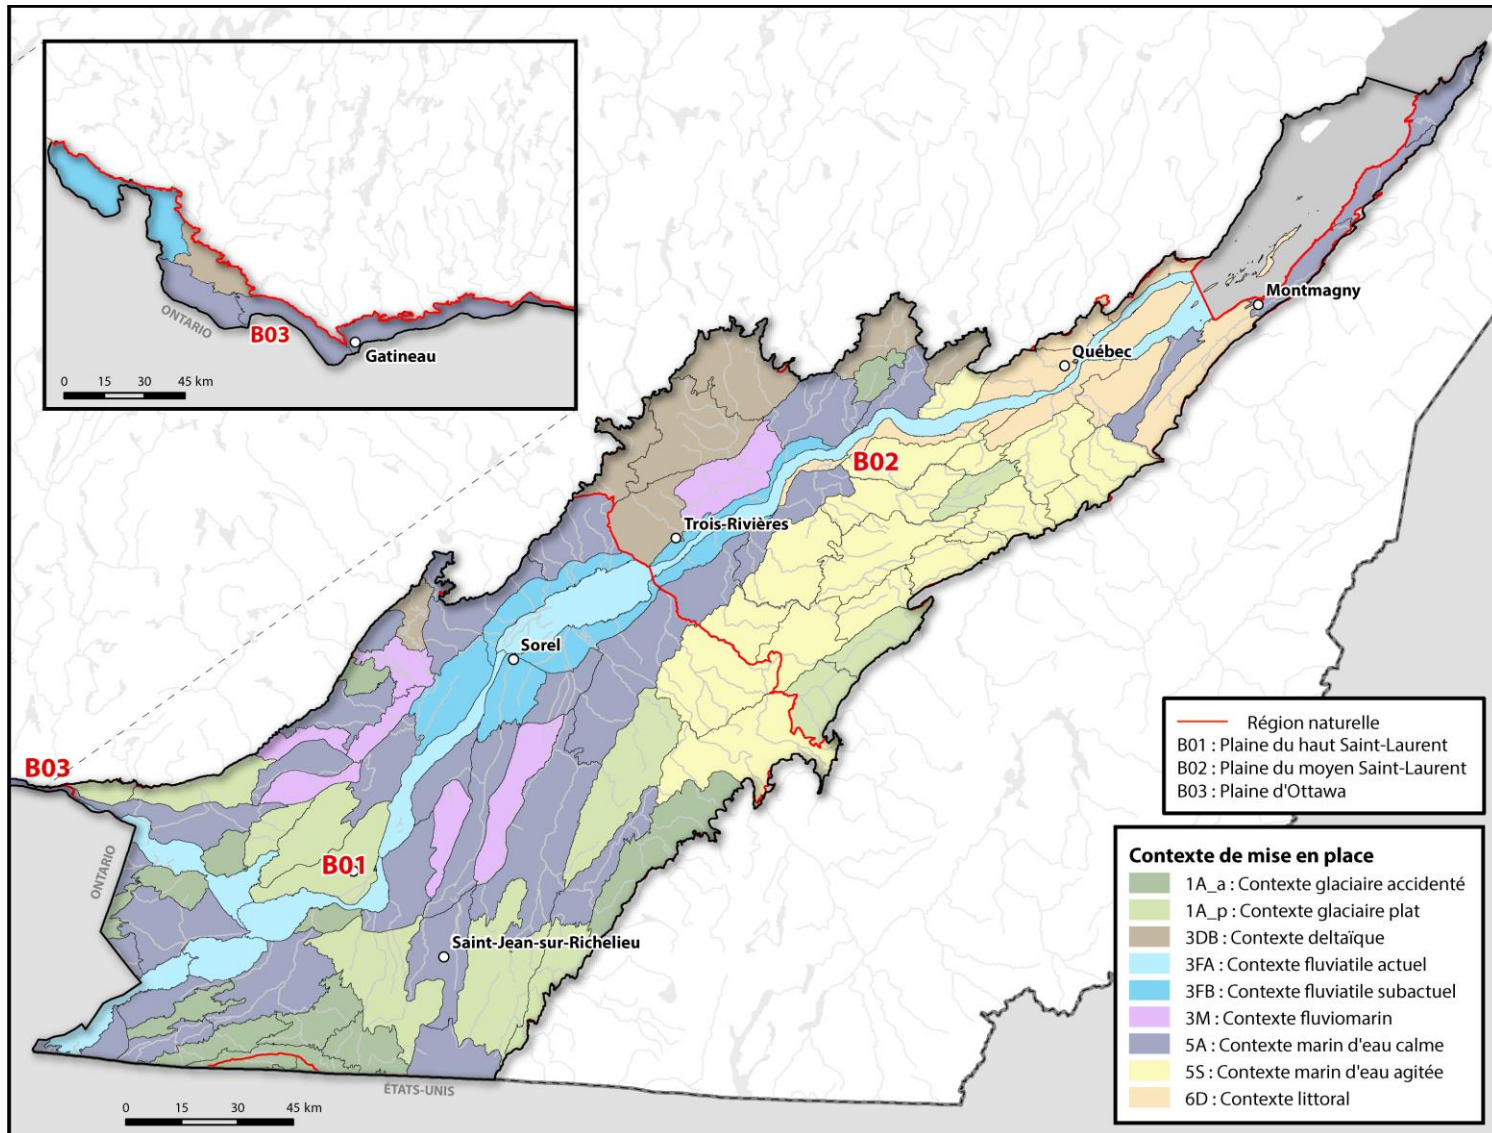 ONTARIO
B03
Gatineau
0 15 30 45 km
Montmagny
Québec
B02
Trois-Rivières
Sorel
B03
ONTARIO
B01
Saint-Jean-sur-Richelieu
ÉTATS-UNIS
0 15 30 45 km
Région naturelle
B01 : Plaine du haut Saint-Laurent
B02 : Plaine du moyen Saint-Laurent
B03 : Plaine d'Ottawa
Contexte de mise en place
1A_a : Contexte glaciaire accidenté
1A_p : Contexte glaciaire plat
3DB : Contexte deltaïque
3FA : Contexte fluviatile actuel
3FB : Contexte fluviatile subactuel
3M : Contexte fluviomarin
5A : Contexte marin d'eau calme
5S : Contexte marin d'eau agitée
6D : Contexte littoral